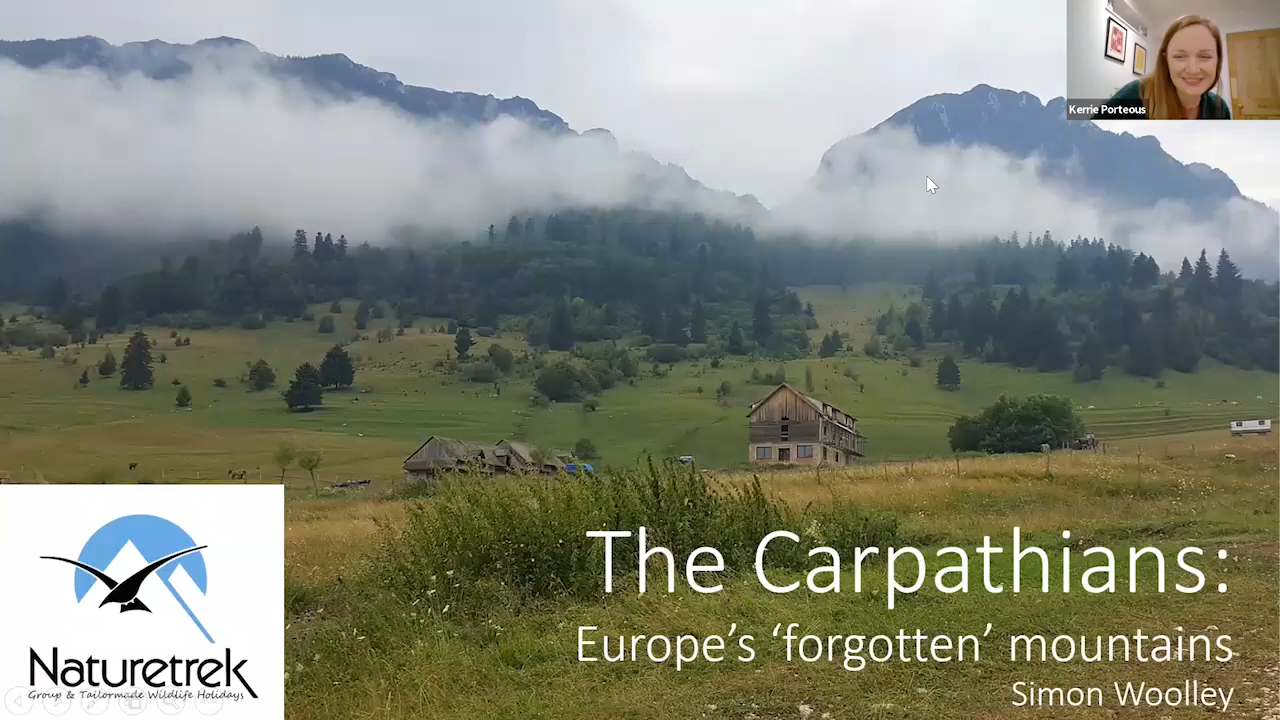 Kerrie Porteous
The Carpathians:
Europe's 'forgotten' mountains
Simon Woolley
Naturetrek
Group & Tailormade Wildlife Holidays